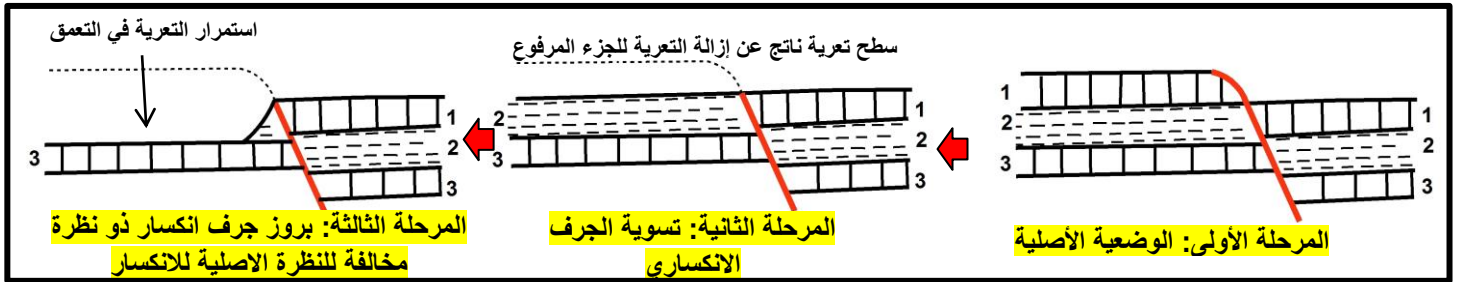 1
2
3
1
2
3
المرحلة الأولى: الوضعية الأصلية
سطح تعرية ناتج عن إزالة التعرية للجزء المرفوع
2
3
1
2
3
المرحلة الثانية: تسوية الجرف
الانكساري
استمرار التعرية في التعمق
3
1
2
3
المرحلة الثالثة: بروز جرف انكسار ذو نظرة
مخالفة للنظرة الاصلية للانكسار